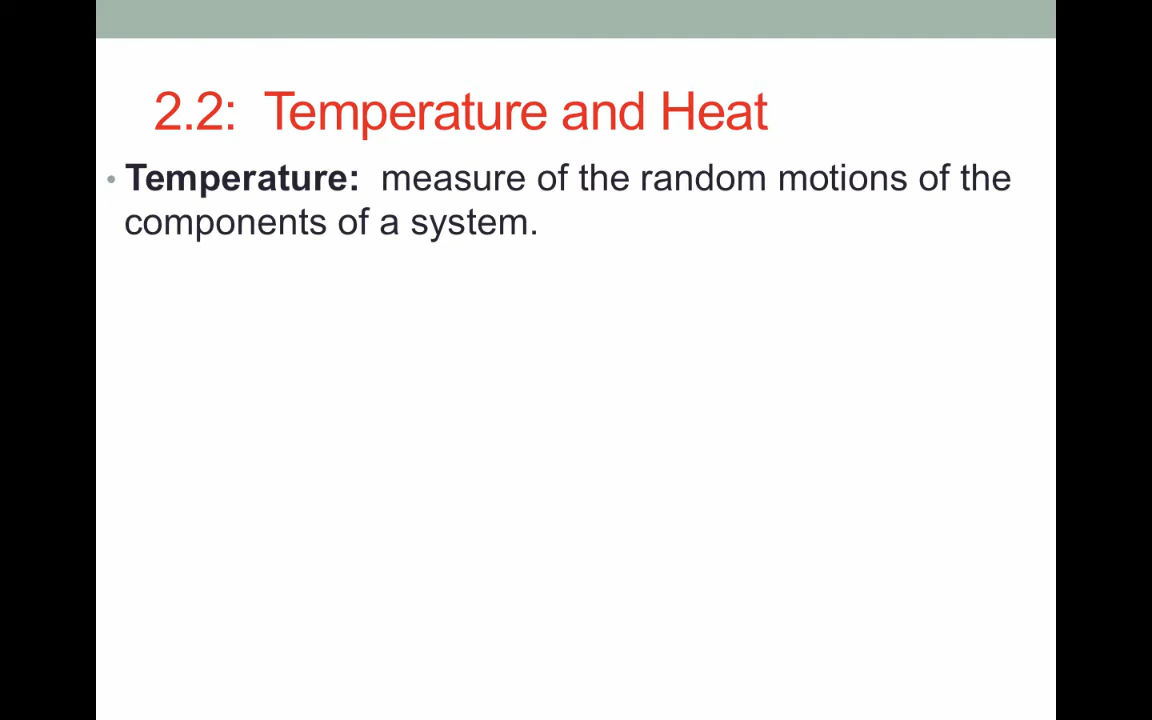 2.2: Temperature and Heat
• Temperature: measure of the random motions of the
components of a system.